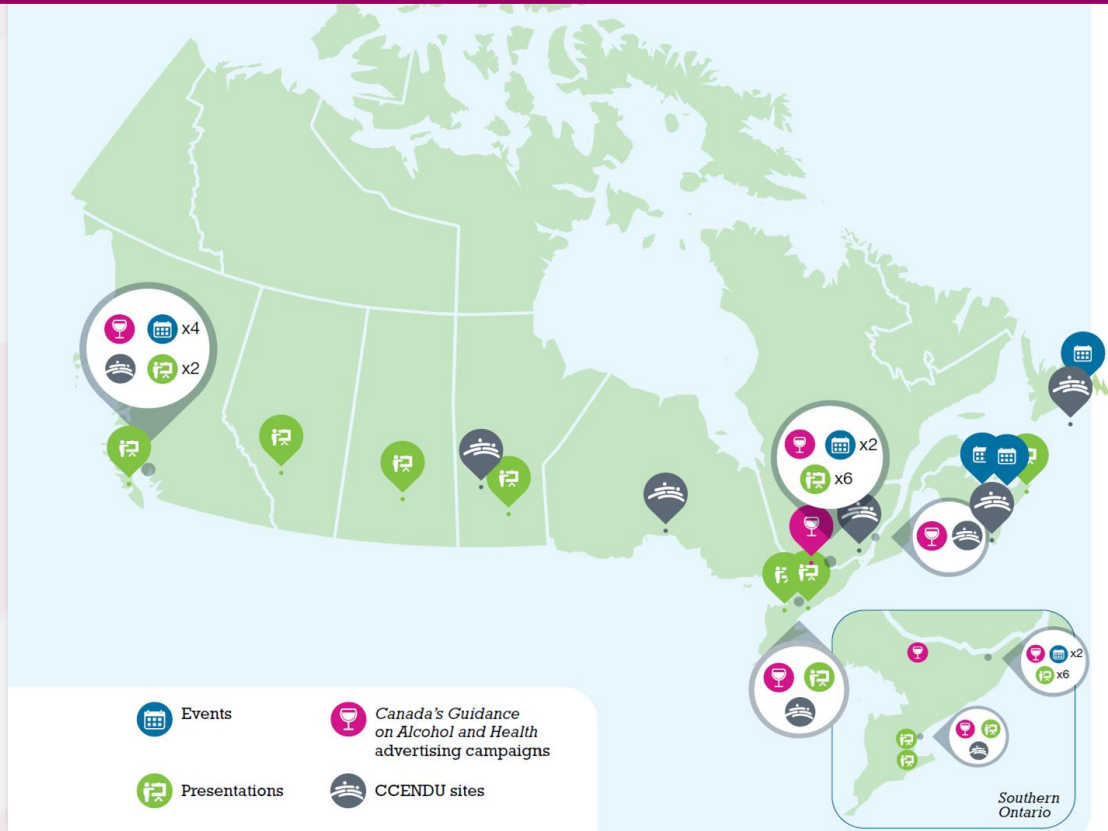 x4
x2
x2
x6
x2
x6
Events
Canada's Guidance
on Alcohol and Health
advertising campaigns
Presentations
CCENDU sites
Southern
Ontario